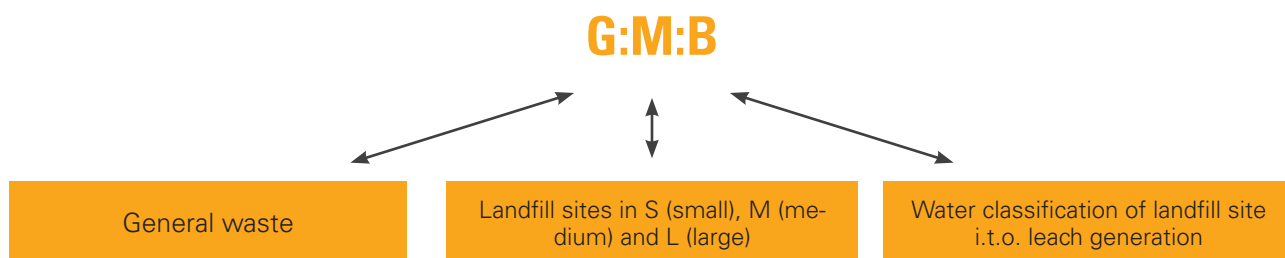 G:M:B
General waste
Landfill sites in S (small), M (me-
dium) and L (large)
Water classification of landfill site
i.t.o. leach generation